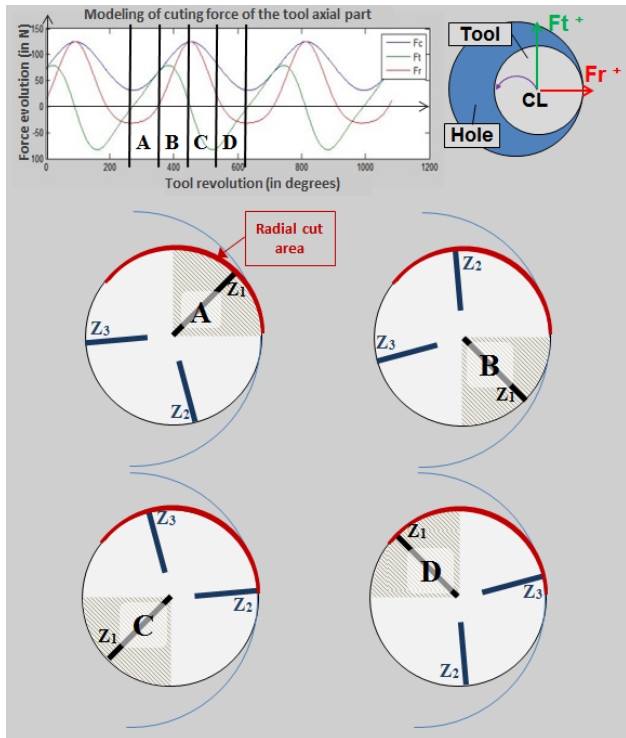 Modeling of cuting force of the tool axial part
Force evolution (in N)
150
100
50
0
-50
100
Fc
Ft
Fr
A B C D
0 200 400 600 800 1000 1200
Tool revolution (in degrees)
Ft +
Tool
Fr +
CL
Hole
Radial cut
area
Z1
A
Z3
Z2
Z2
Z3
B
Z1
Z3
Z2
Z1
C
Z1
D
Z3
Z2